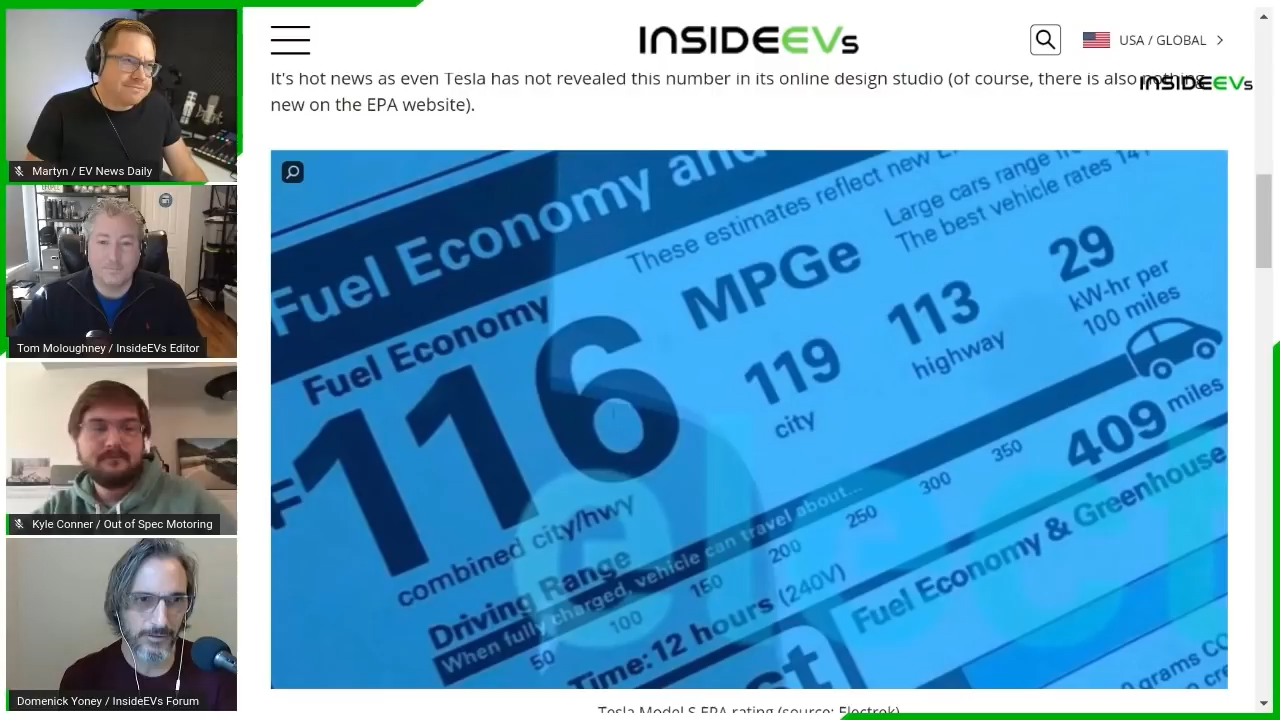 Martyn / EV News Daily
Tom Moloughney / InsideEVs Editor
Kyle Conner / Out of Spec Motoring
Domenick Yoney / InsideEVs Forum
INSIDEEVs
USA / GLOBAL
It's hot news as even Tesla has not revealed this number in its online design studio (of course, there is also nothing
INSIDEEVs
new on the EPA website).
Fuel Economy and
These estimates reflect new
Fuel Economy
MPGe
Large cars range
The best vehicle rates 141
116
119
city
113
highway
29
kW-hr per
100 miles
combined city/hwy
Driving Range
When fully charged, vehicle can travel about...
50
100
150
200
250
300
350
409 miles
Time: 12 hours (240V)
Fuel Economy & Greenhouse
grams CO
Tesla Model S EPA rating (source: Electrek)